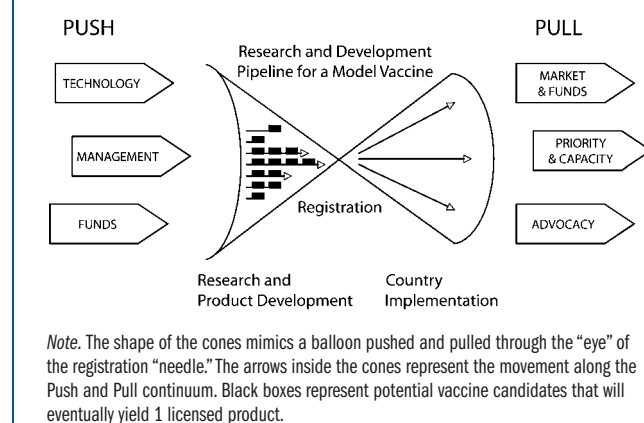 PUSH
PULL
Research and Development
Pipeline for a Model Vaccine
TECHNOLOGY
MANAGEMENT
FUNDS
MARKET
& FUNDS
PRIORITY
& CAPACITY
ADVOCACY
Registration
Research and
Product Development
Country
Implementation
Note. The shape of the cones mimics a balloon pushed and pulled through the “eye” of
the registration “needle.” The arrows inside the cones represent the movement along the
Push and Pull continuum. Black boxes represent potential vaccine candidates that will
eventually yield 1 licensed product.